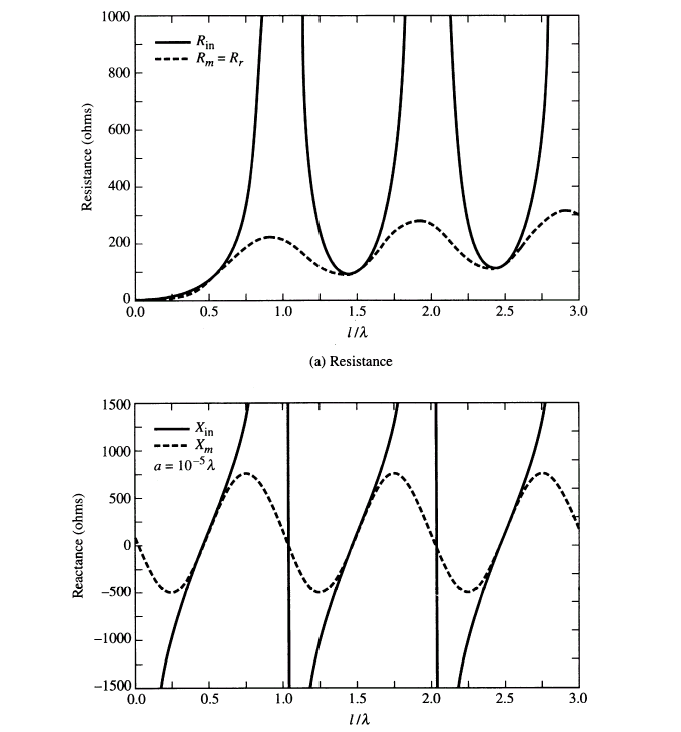 1000
800
600
400
200
0
Resistance (ohms)
R_in
R_m = R_r
0.0 0.5 1.0 1.5 2.0 2.5 3.0
l/λ
(a) Resistance
1500
1000
500
0
−500
−1000
−1500
Reactance (ohms)
X_in
X_m
a = 10^−5 λ
0.0 0.5 1.0 1.5 2.0 2.5 3.0
l/λ